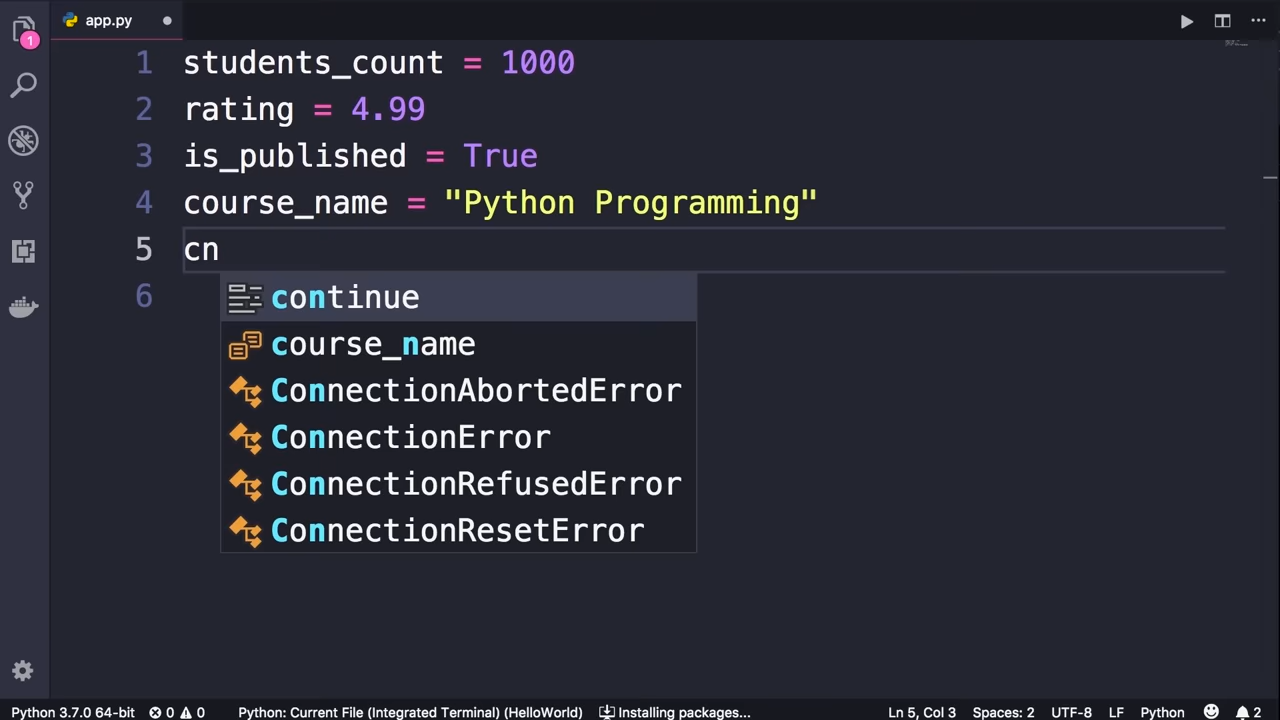 app.py
1
1 students_count = 1000
2 rating = 4.99
3 is_published = True
4 course_name = "Python Programming"
5 cn
continue
6
course_name
ConnectionAbortedError
ConnectionError
ConnectionRefusedError
ConnectionResetError
Python 3.7.0 64-bit 0 0 Python: Current File (Integrated Terminal) (HelloWorld) Installing packages... Ln 5, Col 3 Spaces: 2 UTF-8 LF Python 2